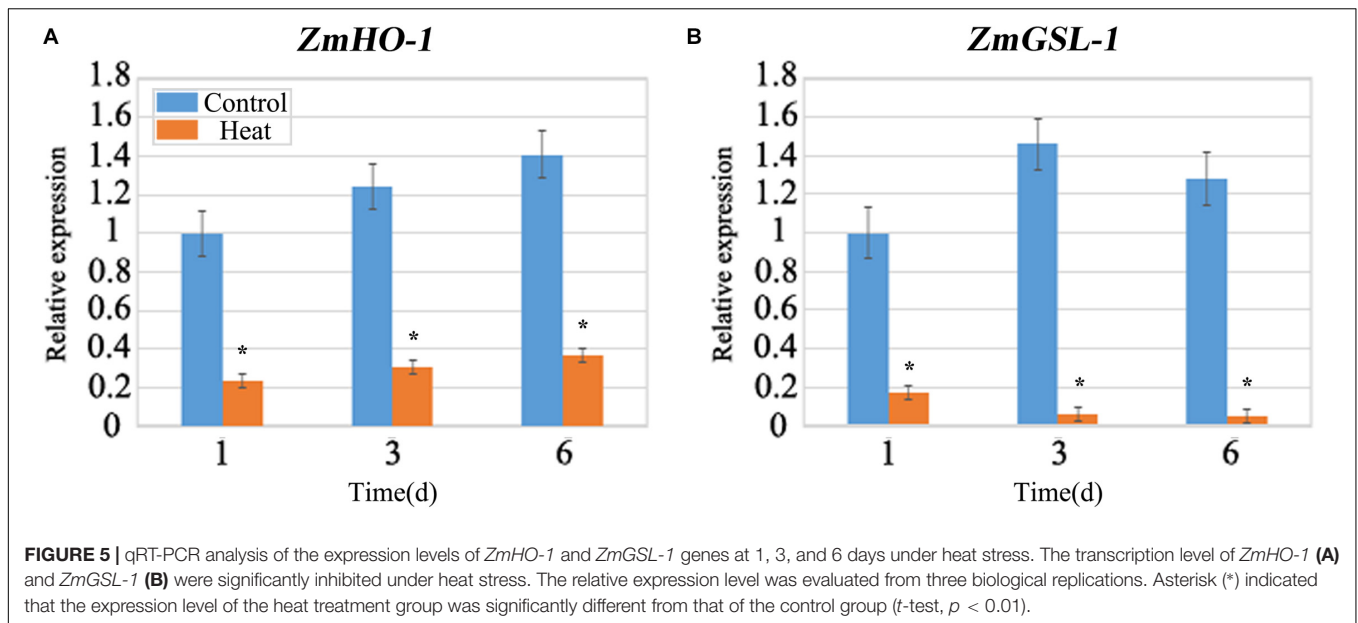 A
ZmHO-1
Relative expression
1.8
1.6
1.4
1.2
1
0.8
0.6
0.4
0.2
0
Control
Heat
*
*
*
1 3 6
Time(d)
B
ZmGSL-1
Relative expression
1.8
1.6
1.4
1.2
1
0.8
0.6
0.4
0.2
0
*
*
*
1 3 6
Time(d)
FIGURE 5 | qRT-PCR analysis of the expression levels of ZmHO-1 and ZmGSL-1 genes at 1, 3, and 6 days under heat stress. The transcription level of ZmHO-1 (A)
and ZmGSL-1 (B) were significantly inhibited under heat stress. The relative expression level was evaluated from three biological replications. Asterisk (*) indicated
that the expression level of the heat treatment group was significantly different from that of the control group (t-test, p < 0.01).